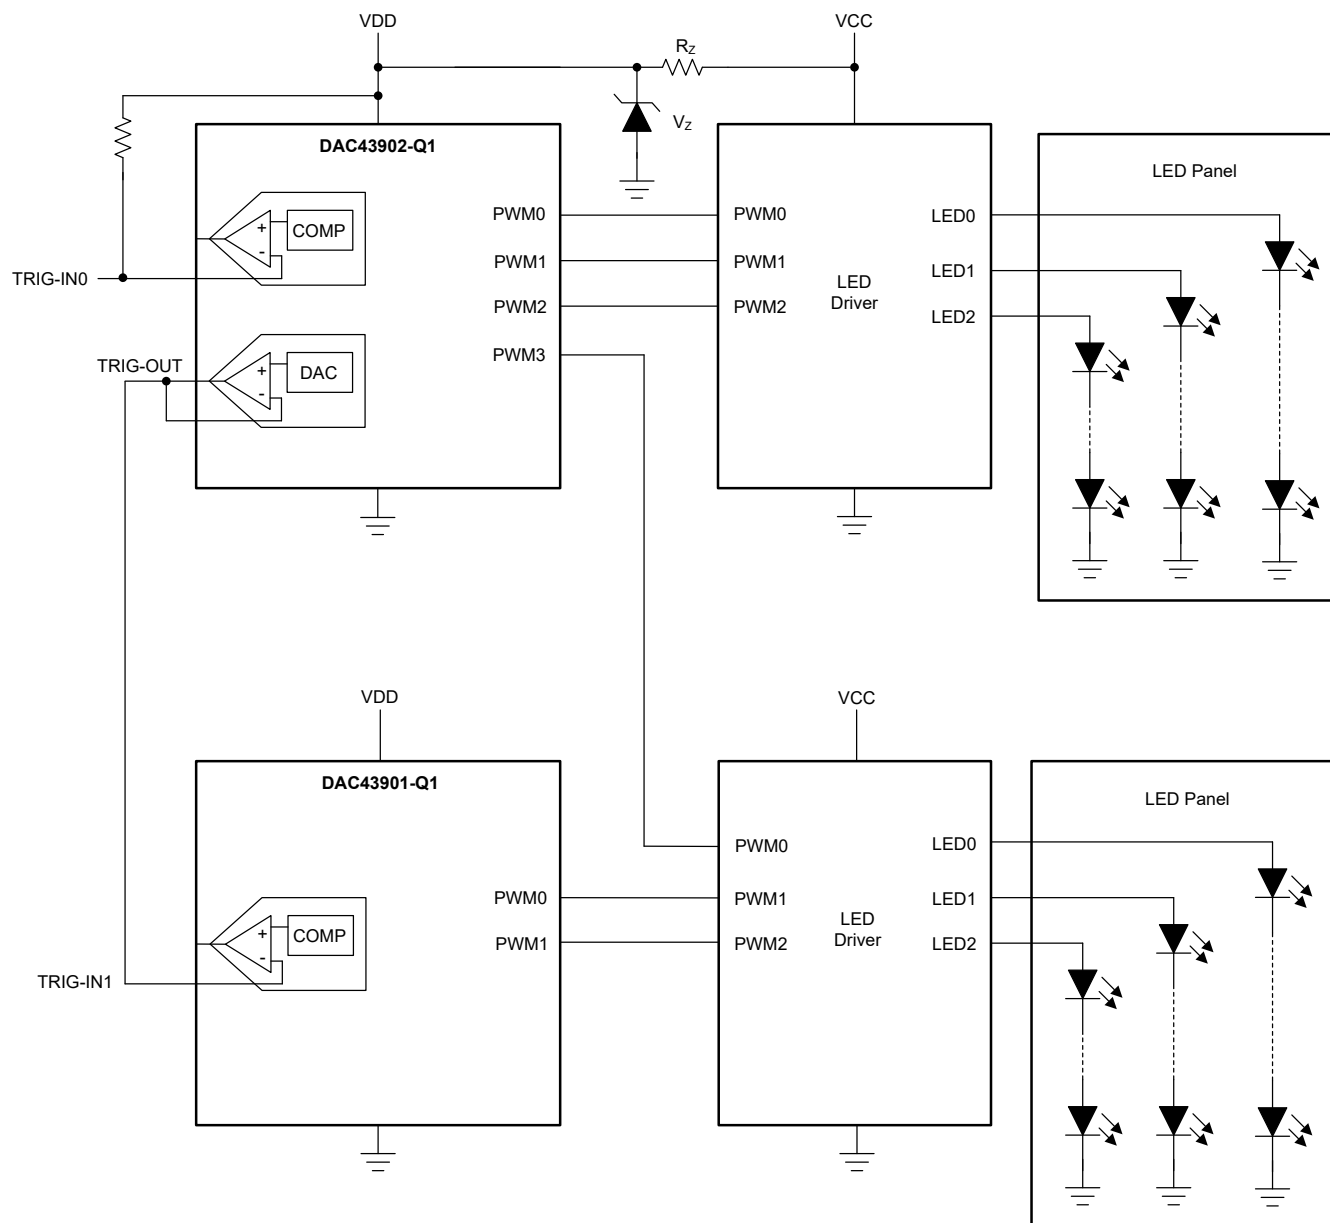 VDD
VCC
RZ
VZ
DAC43902-Q1
LED Panel
COMP
+
-
PWM0
PWM0
LED0
PWM1
PWM1
LED1
TRIG-IN0
LED
Driver
PWM2
PWM2
LED2
PWM3
TRIG-OUT
+
-
DAC
VDD
VCC
DAC43901-Q1
LED Panel
PWM0
LED0
PWM0
PWM1
LED1
LED
Driver
+
-
COMP
PWM1
PWM2
LED2
TRIG-IN1